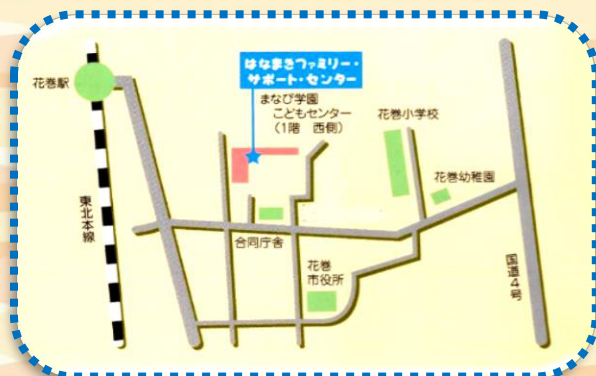 はなまきファミリー・
サポート・センター
まなび学園
こどもセンター
(1階 西側)
花巻駅
花巻小学校
花巻幼稚園
東北本線
合同庁舎
花巻
市役所
国道4号